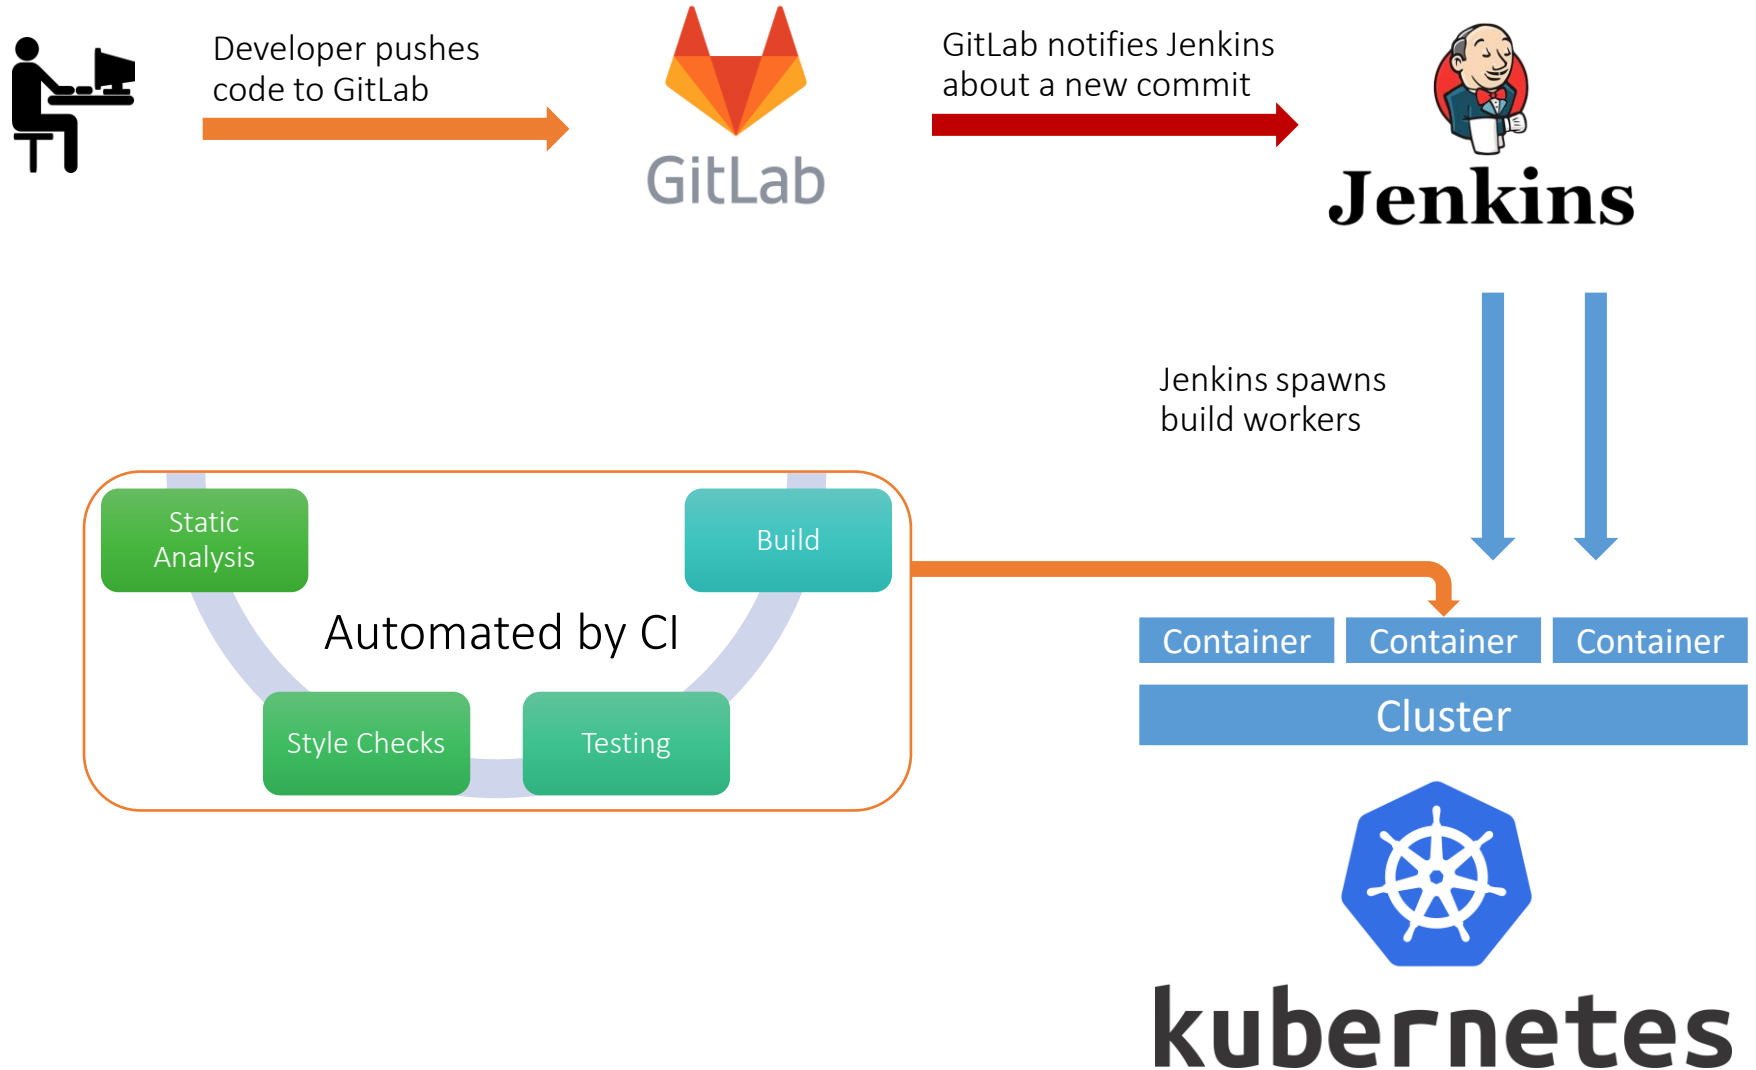 Developer pushes
code to GitLab
GitLab
GitLab notifies Jenkins
about a new commit
Jenkins
Jenkins spawns
build workers
Static
Analysis
Build
Automated by CI
Style Checks
Testing
Container
Container
Container
Cluster
kubernetes